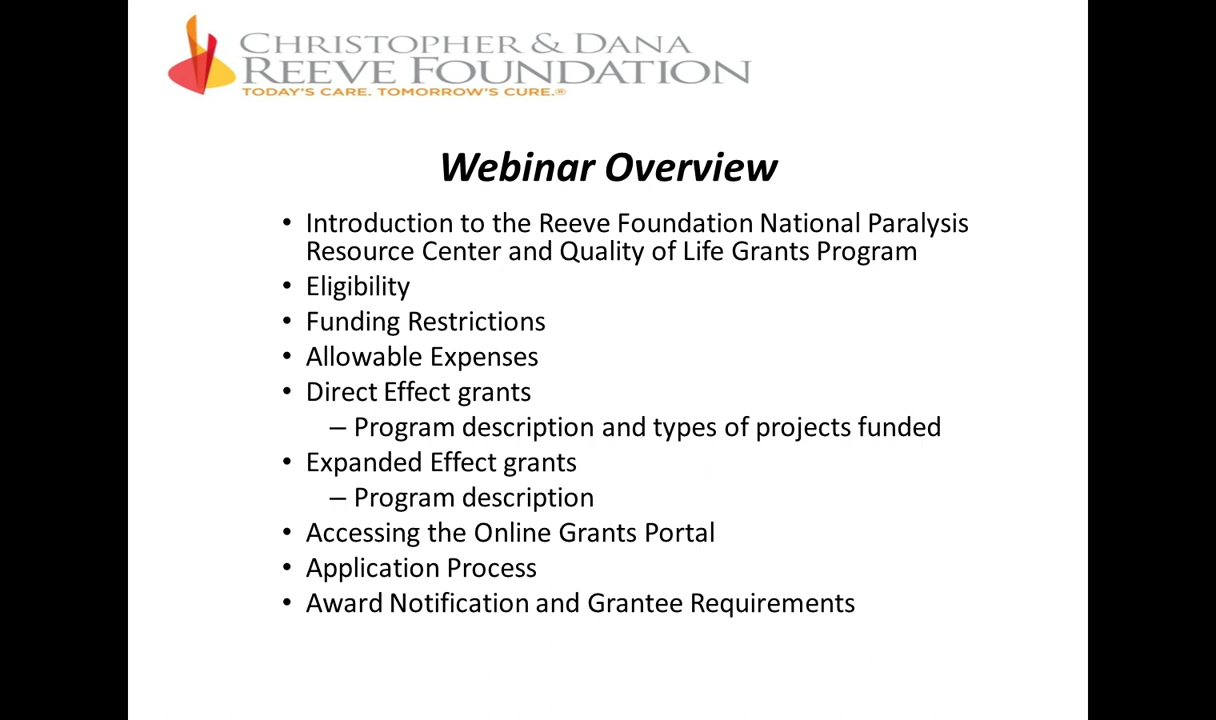 CHRISTOPHER & DANA
REEVE FOUNDATION
TODAY'S CARE. TOMORROW'S CURE.®
Webinar Overview
• Introduction to the Reeve Foundation National Paralysis
Resource Center and Quality of Life Grants Program
• Eligibility
• Funding Restrictions
• Allowable Expenses
• Direct Effect grants
– Program description and types of projects funded
• Expanded Effect grants
– Program description
• Accessing the Online Grants Portal
• Application Process
• Award Notification and Grantee Requirements